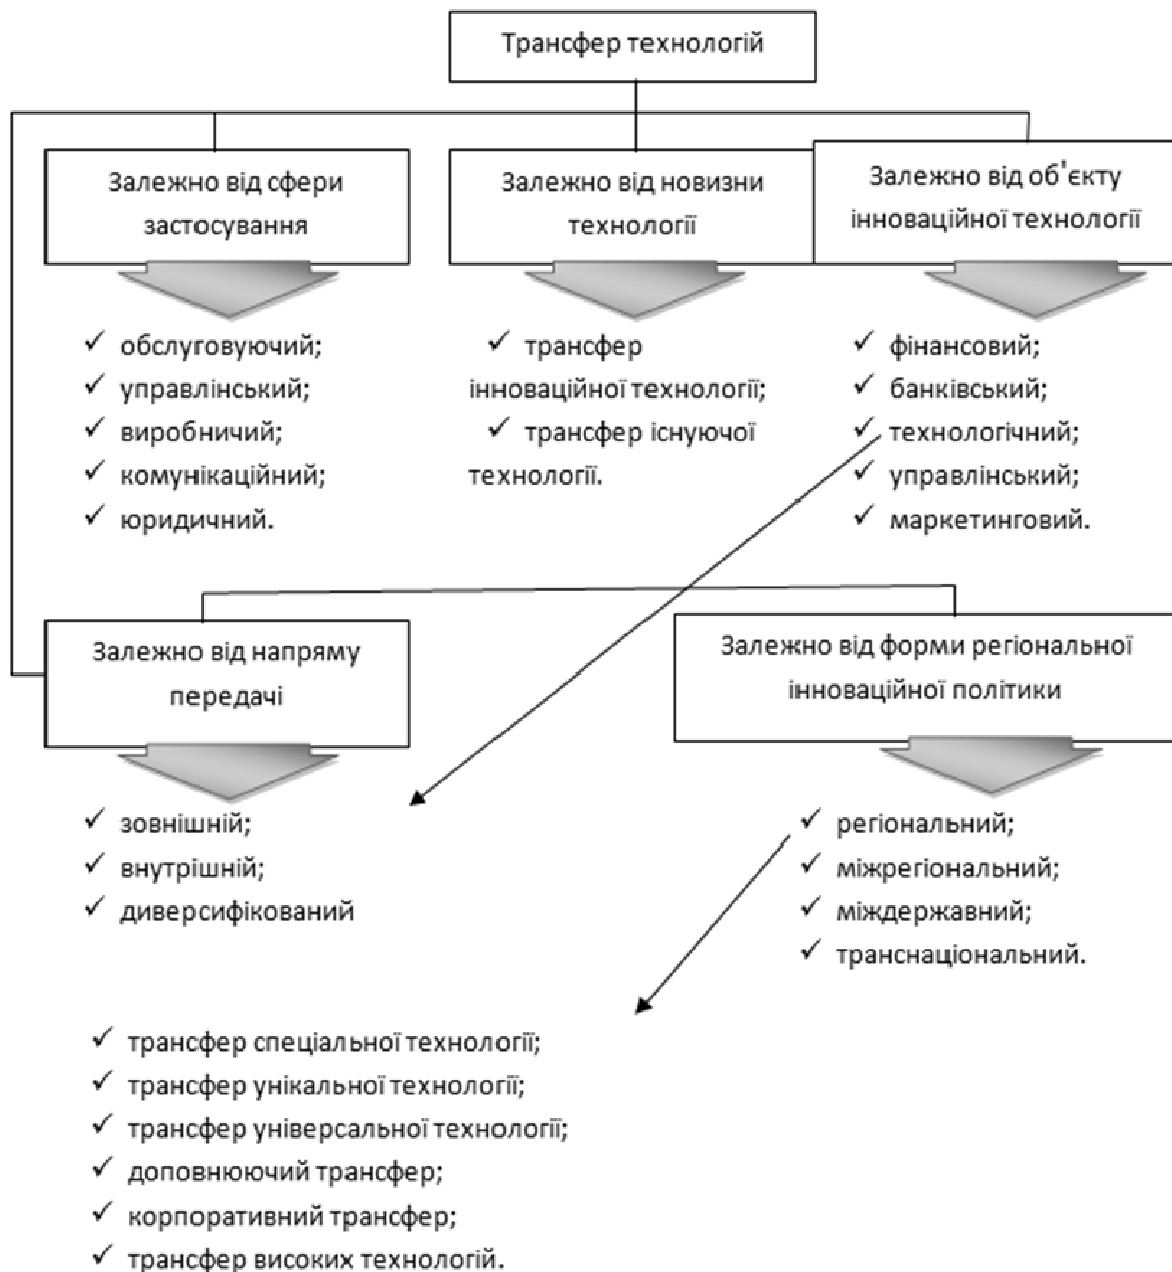 Трансфер технологій
Залежно від сфери
застосування
Залежно від новизни
технології
Залежно від об'єкту
інноваційної технології
обслуговуючий;
управлінський;
виробничий;
комунікаційний;
юридичний.
трансфер
інноваційної технології;
трансфер існуючої
технології.
фінансовий;
банківський;
технологічний;
управлінський;
маркетинговий.
Залежно від напряму
передачі
Залежно від форми регіональної
інноваційної політики
зовнішній;
внутрішній;
диверсифікований
регіональний;
міжрегіональний;
міждержавний;
транснаціональний.
трансфер спеціальної технології;
трансфер унікальної технології;
трансфер універсальної технології;
доповнюючий трансфер;
корпоративний трансфер;
трансфер високих технологій.